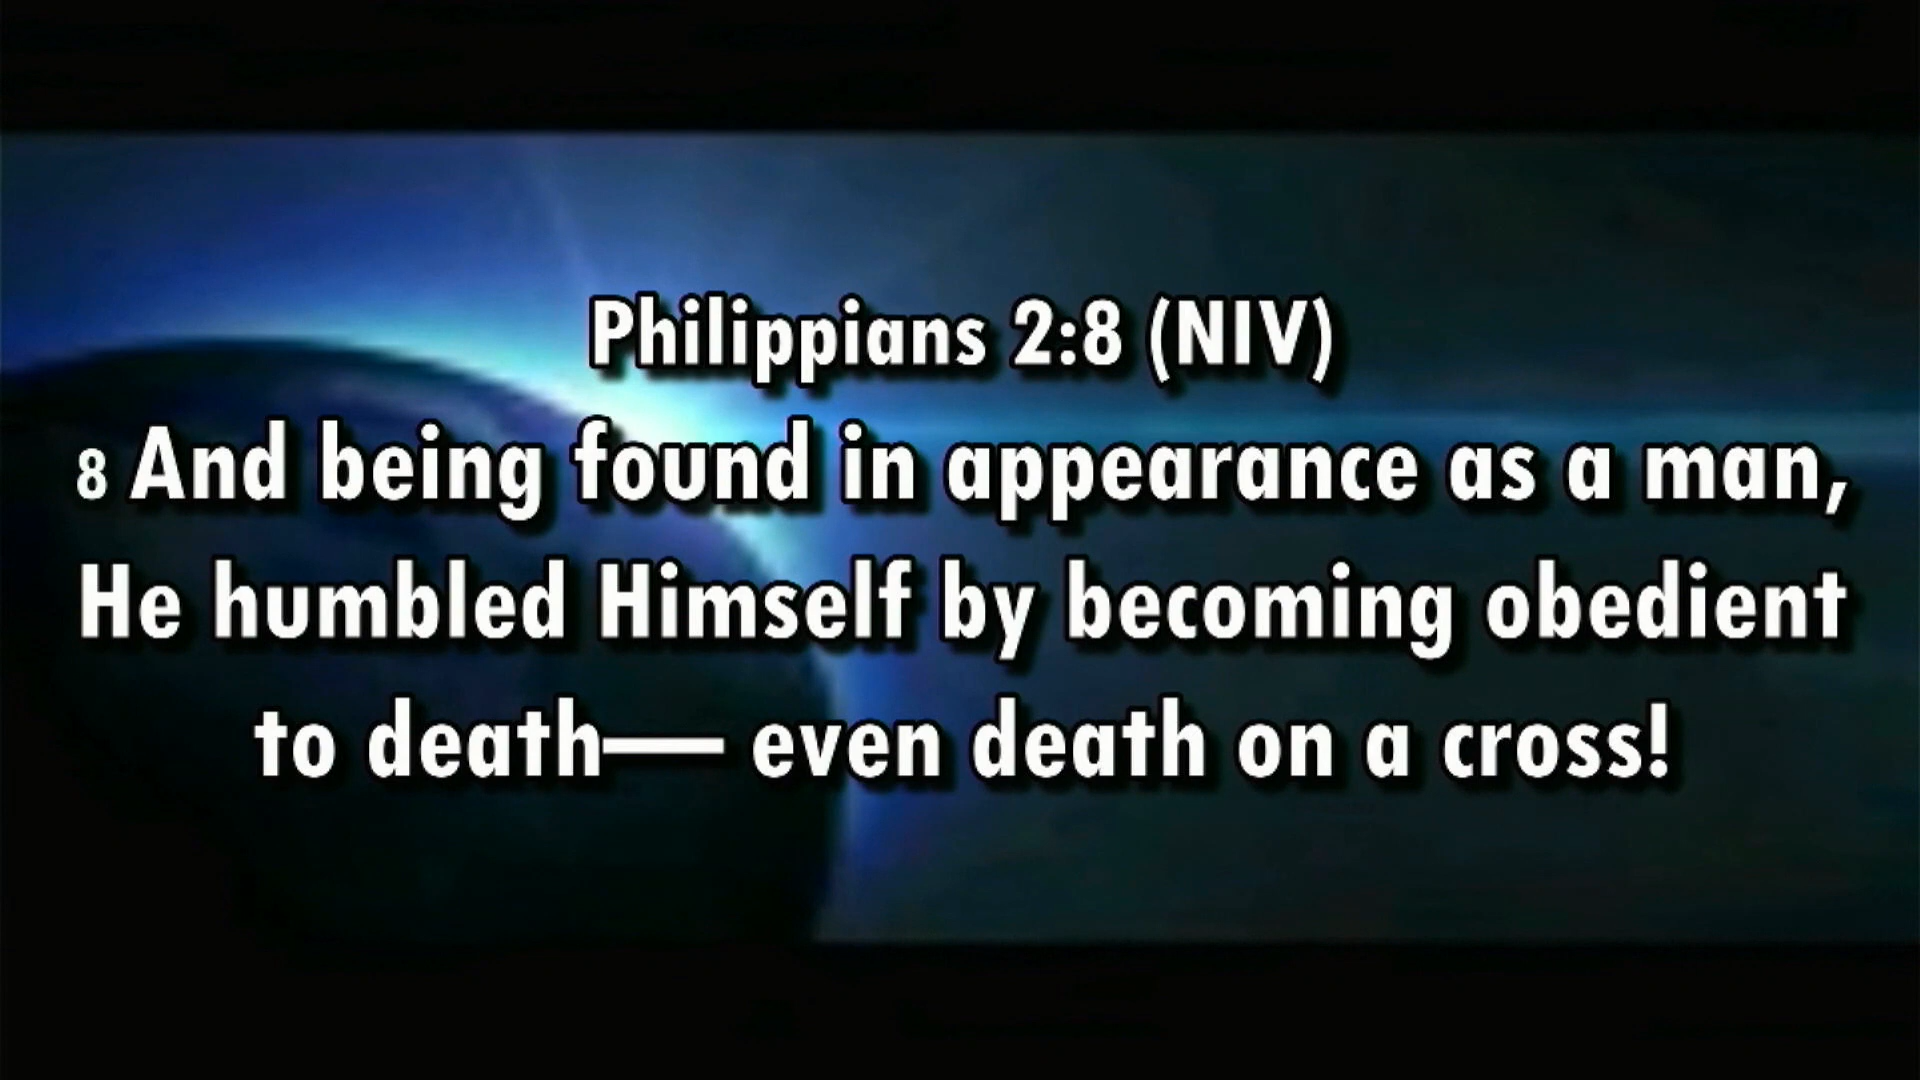 Philippians 2:8 (NIV)
8 And being found in appearance as a man,
He humbled Himself by becoming obedient
to death— even death on a cross!